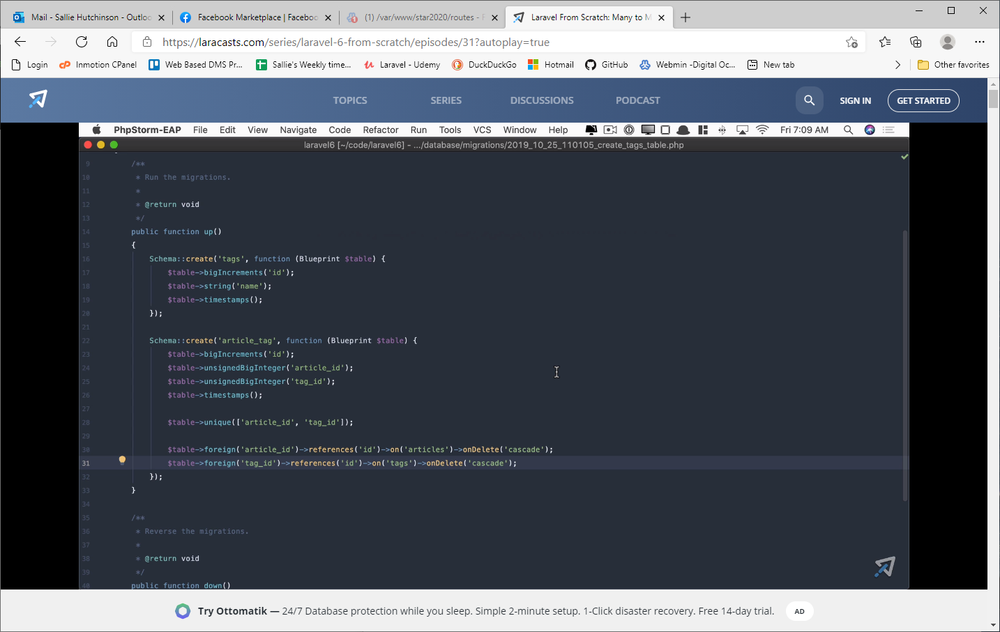 Mail - Sallie Hutchinson - Outloo
Facebook Marketplace | Faceboo
(1) /var/www/star2020/routes - F
Laravel From Scratch: Many to M
https://laracasts.com/series/laravel-6-from-scratch/episodes/31?autoplay=true
Login
cP Inmotion CPanel
Web Based DMS Pr...
Sallie's Weekly time...
Laravel - Udemy
DuckDuckGo
Hotmail
GitHub
Webmin -Digital Oc...
New tab
Other favorites
TOPICS
SERIES
DISCUSSIONS
PODCAST
SIGN IN
GET STARTED
PhpStorm-EAP File Edit View Navigate Code Refactor Run Tools VCS Window Help Fri 7:09 AM
laravel6 [~/code/laravel6] - .../database/migrations/2019_10_25_110105_create_tags_table.php
9 /**
10 * Run the migrations.
11 *
12 * @return void
13 */
14 public function up()
15 {
16 Schema::create('tags', function (Blueprint $table) {
17 $table->bigIncrements('id');
18 $table->string('name');
19 $table->timestamps();
20 });
21
22 Schema::create('article_tag', function (Blueprint $table) {
23 $table->bigIncrements('id');
24 $table->unsignedBigInteger('article_id');
25 $table->unsignedBigInteger('tag_id');
26 $table->timestamps();
27
28 $table->unique(['article_id', 'tag_id']);
29
30 $table->foreign('article_id')->references('id')->on('articles')->onDelete('cascade');
31 $table->foreign('tag_id')->references('id')->on('tags')->onDelete('cascade');
32 });
33 }
34
35 /**
36 * Reverse the migrations.
37 *
38 * @return void
39 */
40 public function down()
Try Ottomatik — 24/7 Database protection while you sleep. Simple 2-minute setup. 1-Click disaster recovery. Free 14-day trial.
AD